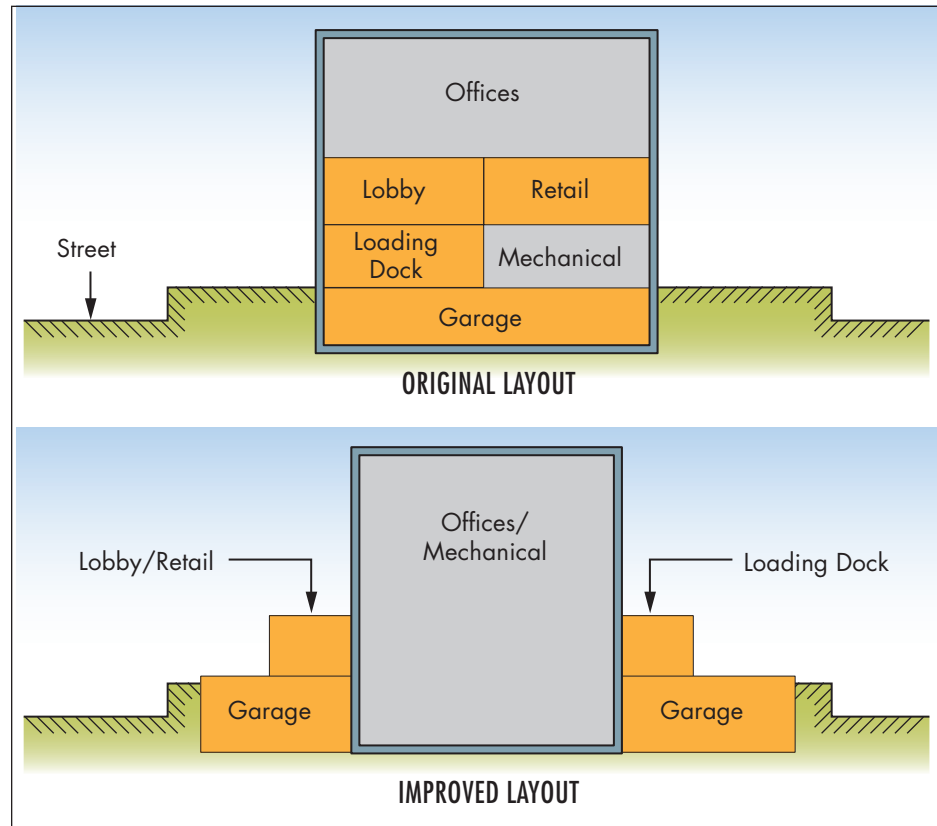 Offices
Lobby
Retail
Street
Loading
Dock
Mechanical
Garage
ORIGINAL LAYOUT
Offices/
Mechanical
Lobby/Retail
Loading Dock
Garage
Garage
IMPROVED LAYOUT